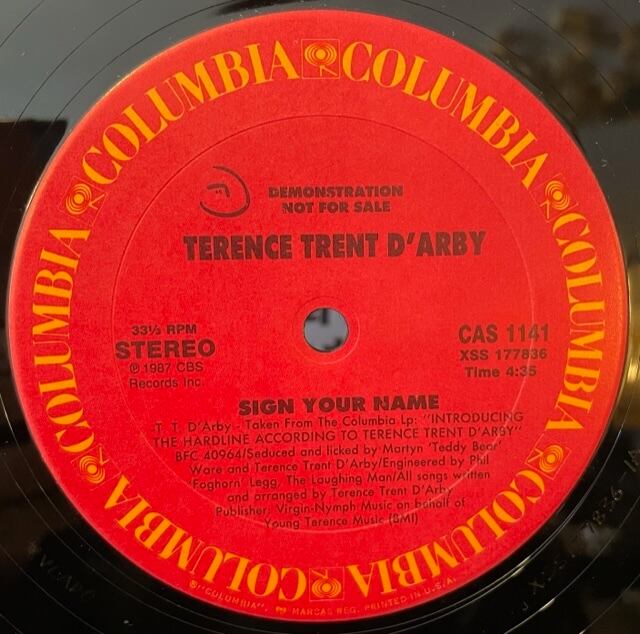 COLUMBIA COLUMBIA COLUMBIA COLUMBIA COLUMBIA COLUMBIA COLUMBIA COLUMBIA
DEMONSTRATION
NOT FOR SALE
TERENCE TRENT D'ARBY
33⅓ RPM
STEREO
℗ 1987 CBS
Records Inc.
CAS 1141
XSS 177836
Time 4:35
SIGN YOUR NAME
-T. T. D'Arby - Taken From The Columbia Lp: "INTRODUCING
THE HARDLINE ACCORDING TO TERENCE TRENT D'ARBY"
BFC 40964/Seduced and licked by Martyn 'Teddy Bear'
Ware and Terence Trent D'Arby/Engineered by Phil
'Foghorn' Legg, The Laughing Man/All songs written
and arranged by Terence Trent D'Arby
Publisher: Virgin-Nymph Music on behalf of
Young Terence Music (BMI)
"COLUMBIA", MARCAS REG. PRINTED IN U.S.A.